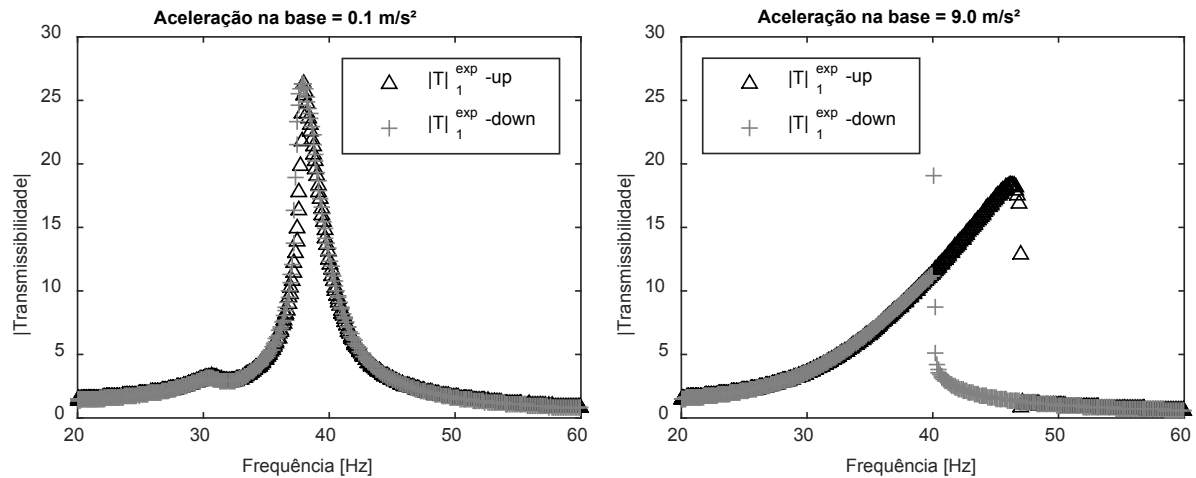 Aceleração na base = 0.1 m/s²
30
25
20
15
10
5
0
|Transmissibilidade|
|T| 1 exp -up
|T| 1 exp -down
20 30 40 50 60
Frequência [Hz]
Aceleração na base = 9.0 m/s²
30
25
20
15
10
5
0
|Transmissibilidade|
|T| 1 exp -up
|T| 1 exp -down
20 30 40 50 60
Frequência [Hz]